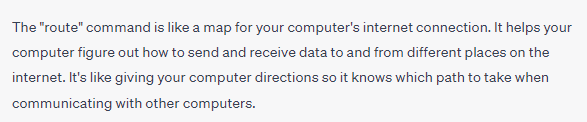 The "route" command is like a map for your computer's internet connection. It helps your
computer figure out how to send and receive data to and from different places on the
internet. It's like giving your computer directions so it knows which path to take when
communicating with other computers.